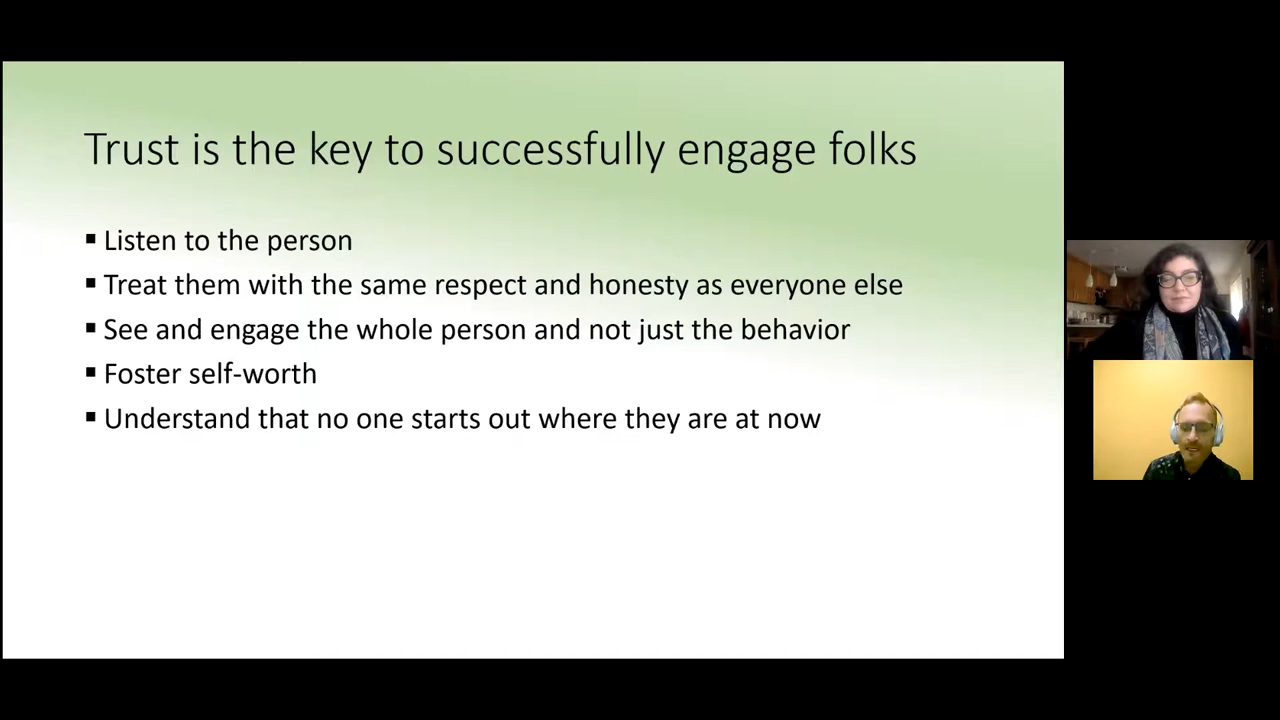 Trust is the key to successfully engage folks
▪ Listen to the person
▪ Treat them with the same respect and honesty as everyone else
▪ See and engage the whole person and not just the behavior
▪ Foster self-worth
▪ Understand that no one starts out where they are at now